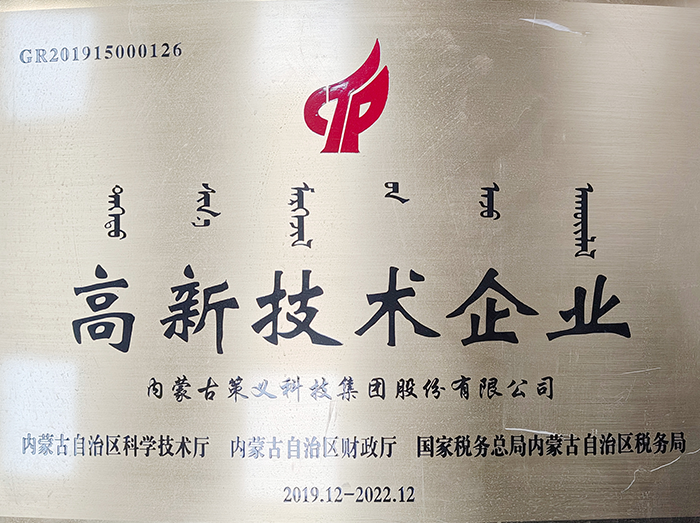 GR201915000126
高新技术企业
内蒙古策义科技集团股份有限公司
内蒙古自治区科学技术厅 内蒙古自治区财政厅 国家税务总局内蒙古自治区税务局
2019.12-2022.12